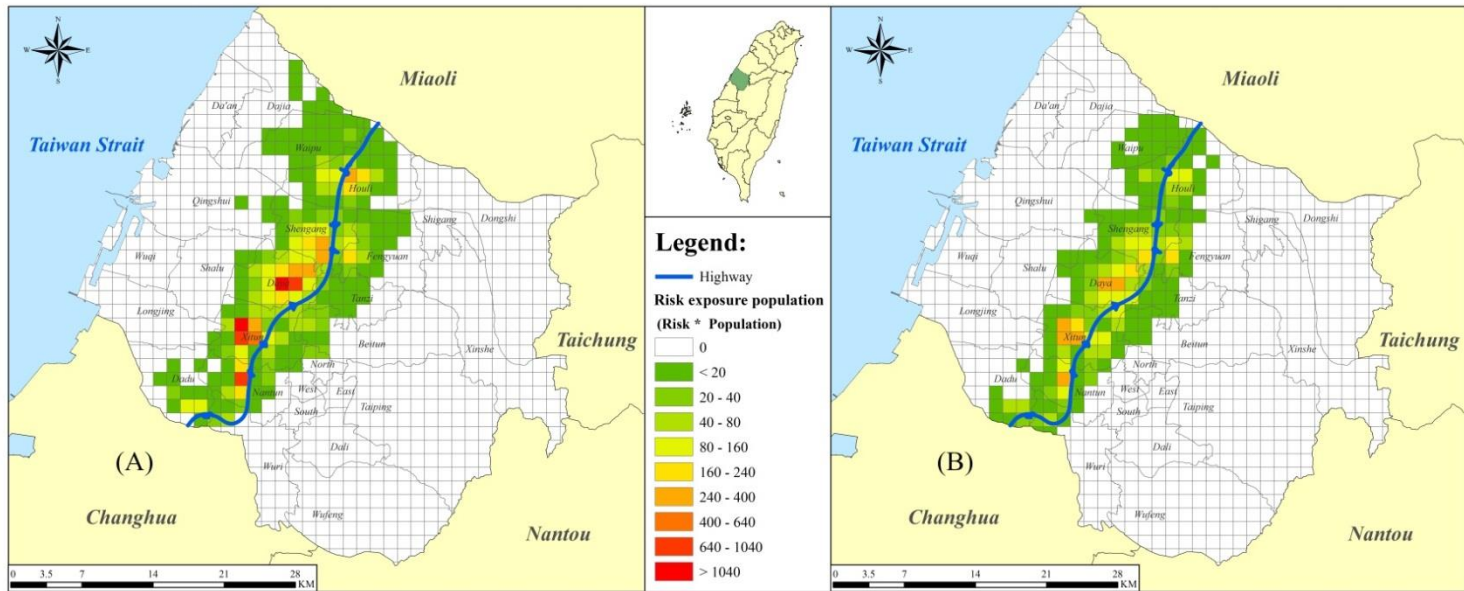 N
W
E
S
Miaoli
Da'an
Dajia
Taiwan Strait
Waipu
Houli
Qingshui
Shigang
Dongshi
Shengang
Wuqi
Shalu
Fengyuan
Daya
Tanzi
Longjing
Taichung
Xitun
Beitun
Xinshe
North
Dadu
West
East
Nantun
South
Taiping
Dali
(A)
Wuri
Changhua
Wufeng
Nantou
0 3.5 7 14 21 28
KM
Legend:
Highway
Risk exposure population
(Risk * Population)
0
< 20
20 - 40
40 - 80
80 - 160
160 - 240
240 - 400
400 - 640
640 - 1040
> 1040
N
W
E
S
Miaoli
Da'an
Dajia
Taiwan Strait
Waipu
Houli
Qingshui
Shigang
Dongshi
Shengang
Wuqi
Shalu
Fengyuan
Daya
Tanzi
Longjing
Taichung
Xitun
Beitun
Xinshe
North
Dadu
West
East
Nantun
South
Taiping
Dali
(B)
Wuri
Changhua
Wufeng
Nantou
0 3.5 7 14 21 28
KM